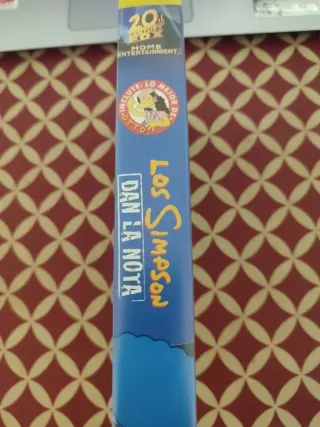 20th
CENTURY
FOX
HOME
ENTERTAINMENT
INCLUYE: LO MEJOR DE
LOS SIMPSON
DAN LA NOTA